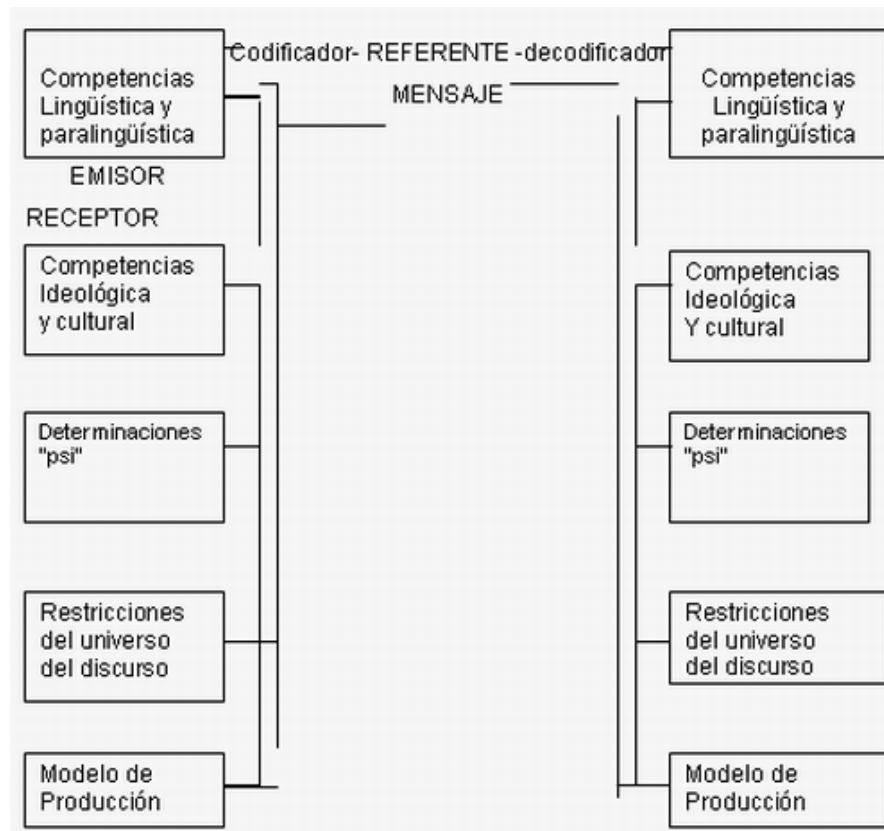 Codificador- REFERENTE -decodificador
MENSAJE
Competencias
Lingüística y
paralingüística
EMISOR
RECEPTOR
Competencias
Ideológica
y cultural
Determinaciones
"psi"
Restricciones
del universo
del discurso
Modelo de
Producción
Competencias
Lingüística y
paralingüística
Competencias
Ideológica
Y cultural
Determinaciones
"psi"
Restricciones
del universo
del discurso
Modelo de
Producción